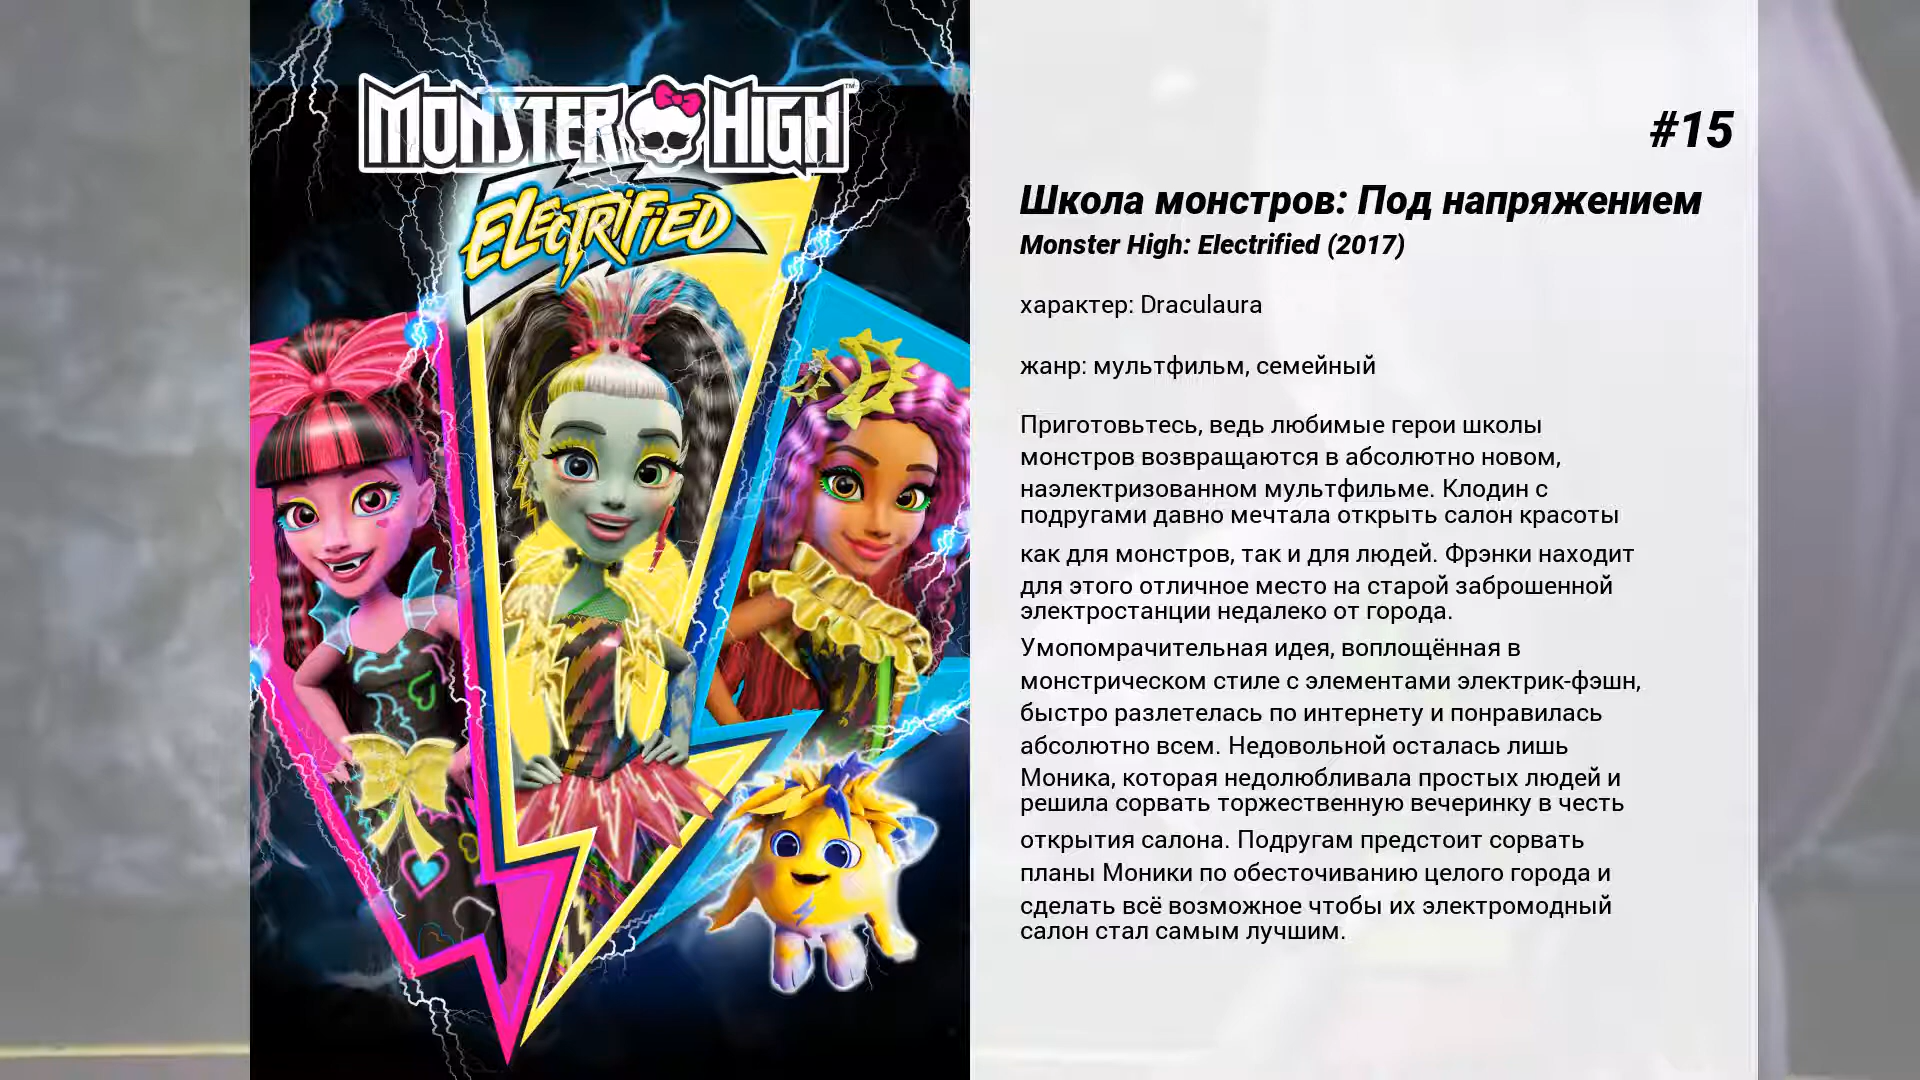 MONSTER HIGH™
ELECTRIFIED
#15
Школа монстров: Под напряжением
Monster High: Electrified (2017)
характер: Draculaura
жанр: мультфильм, семейный
Приготовьтесь, ведь любимые герои школы
монстров возвращаются в абсолютно новом,
наэлектризованном мультфильме. Клодин с
подругами давно мечтала открыть салон красоты
как для монстров, так и для людей. Фрэнки находит
для этого отличное место на старой заброшенной
электростанции недалеко от города.
Умопомрачительная идея, воплощённая в
монстрическом стиле с элементами электрик-фэшн,
быстро разлетелась по интернету и понравилась
абсолютно всем. Недовольной осталась лишь
Моника, которая недолюбливала простых людей и
решила сорвать торжественную вечеринку в честь
открытия салона. Подругам предстоит сорвать
планы Моники по обесточиванию целого города и
сделать всё возможное чтобы их электромодный
салон стал самым лучшим.